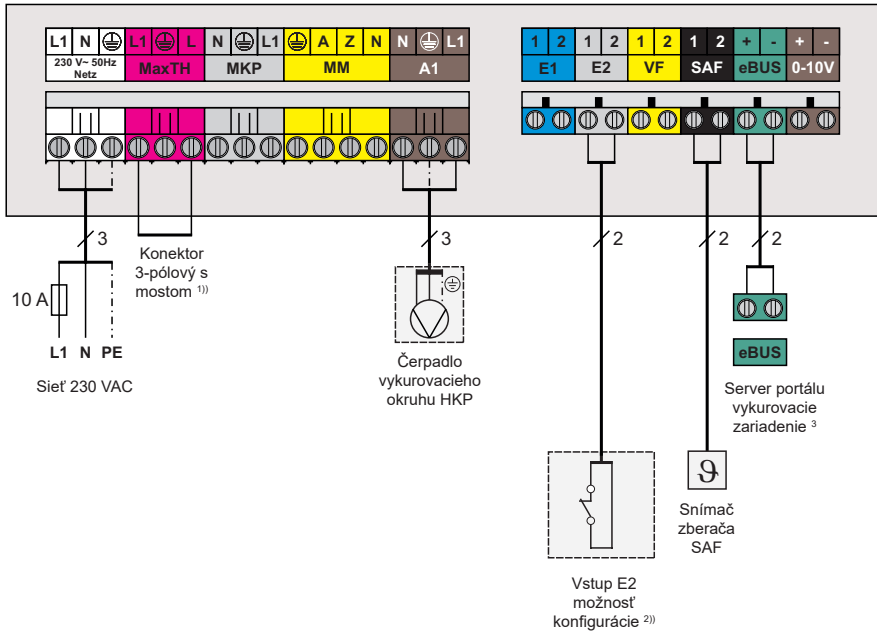 L1 N L1 L N L1 A Z N N L1 1 2 1 2 1 2 1 2 + - + -
230 V~ 50Hz
Netz
MaxTH MKP MM A1 E1 E2 VF SAF eBUS 0-10V
3 3 2 2 2
Konektor
3-pólový s
mostom 1))
10 A
L1 N PE
Sieť 230 VAC
Čerpadlo
vykurovacieho
okruhu HKP
eBUS
Server portálu
vykurovacie
zariadenie 3
ϑ
Snímač
zberača
SAF
Vstup E2
možnosť
konfigurácie 2))